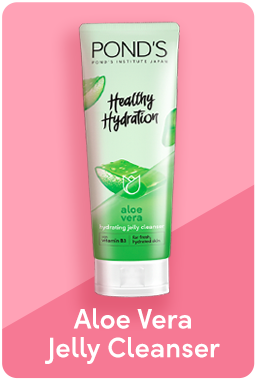 POND'S
POND'S INSTITUTE JAPAN
Healthy
Hydration
aloe
vera
hydrating jelly cleanser
vitamin B3
for fresh,
hydrated skin
Aloe Vera
Jelly Cleanser